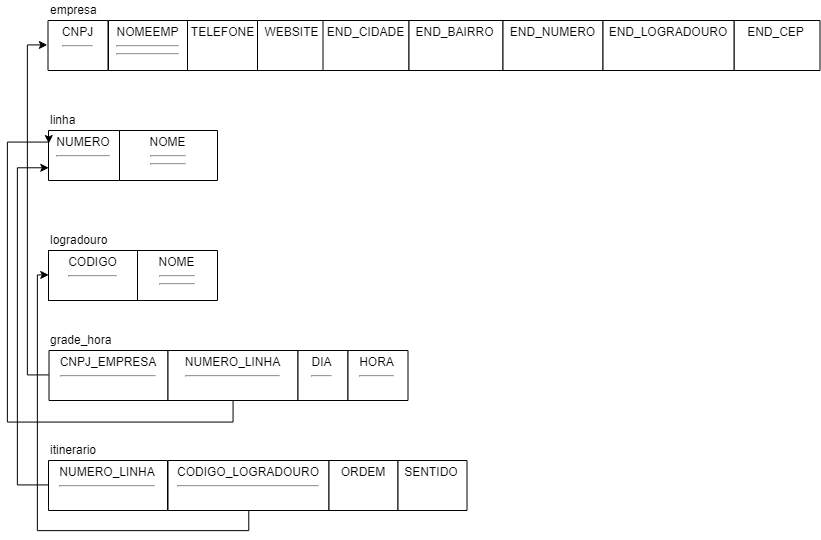 empresa
CNPJ NOMEEMP TELEFONE WEBSITE END_CIDADE END_BAIRRO END_NUMERO END_LOGRADOURO END_CEP
linha
NUMERO NOME
logradouro
CODIGO NOME
grade_hora
CNPJ_EMPRESA NUMERO_LINHA DIA HORA
itinerario
NUMERO_LINHA CODIGO_LOGRADOURO ORDEM SENTIDO